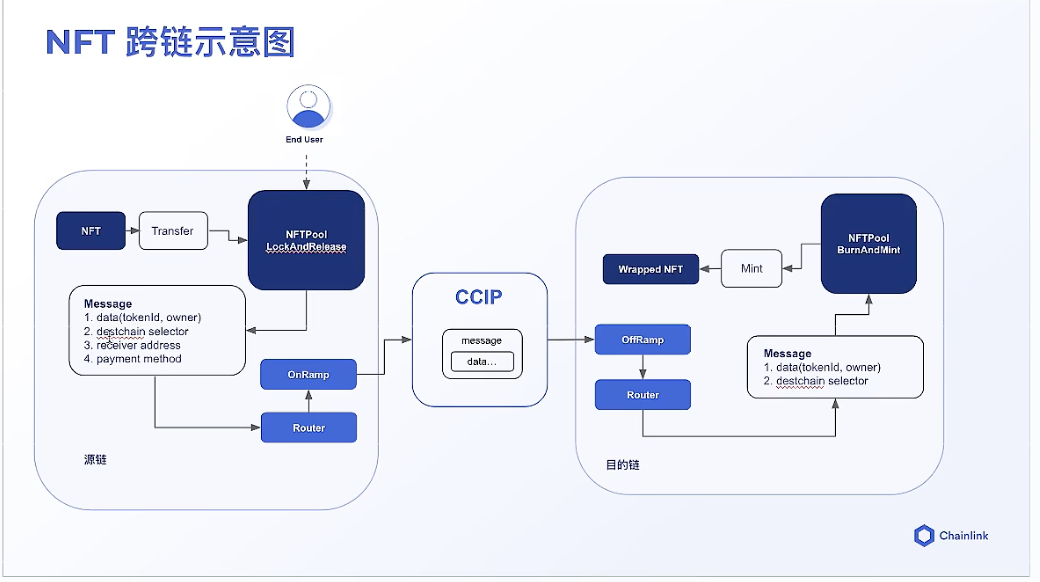 NFT 跨链示意图
End User
NFT
Transfer
NFTPool
LockAndRelease
Message
1. data(tokenId, owner)
2. destchain selector
3. receiver address
4. payment method
OnRamp
Router
源链
CCIP
message
data…
NFTPool
BurnAndMint
Mint
Wrapped NFT
OffRamp
Router
Message
1. data(tokenId, owner)
2. destchain selector
目的链
Chainlink